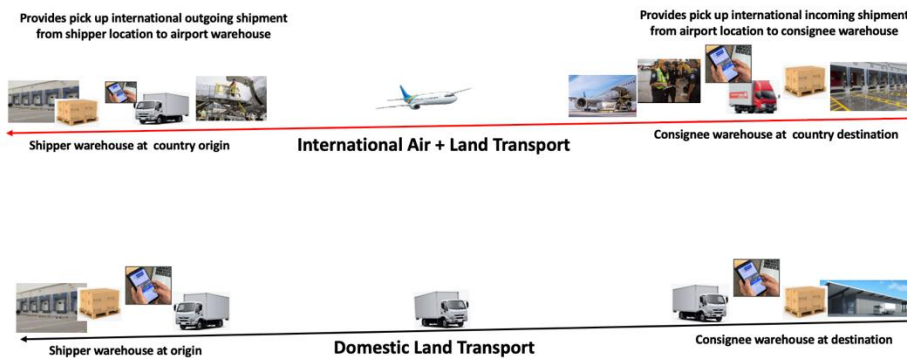 Provides pick up international outgoing shipment
from shipper location to airport warehouse
Provides pick up international incoming shipment
from airport location to consignee warehouse
Shipper warehouse at country origin
International Air + Land Transport
Consignee warehouse at country destination
Shipper warehouse at origin
Domestic Land Transport
Consignee warehouse at destination